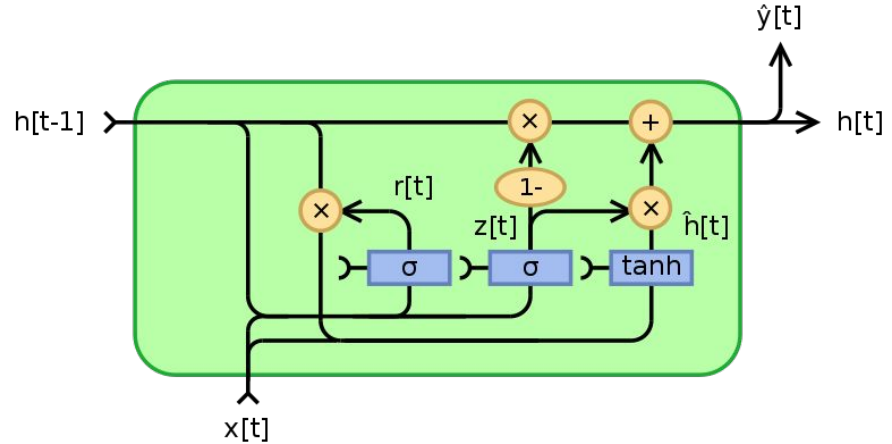 ŷ[t]
h[t-1]
×
+
h[t]
1-
r[t]
×
×
z[t]
ĥ[t]
σ
σ
tanh
x[t]